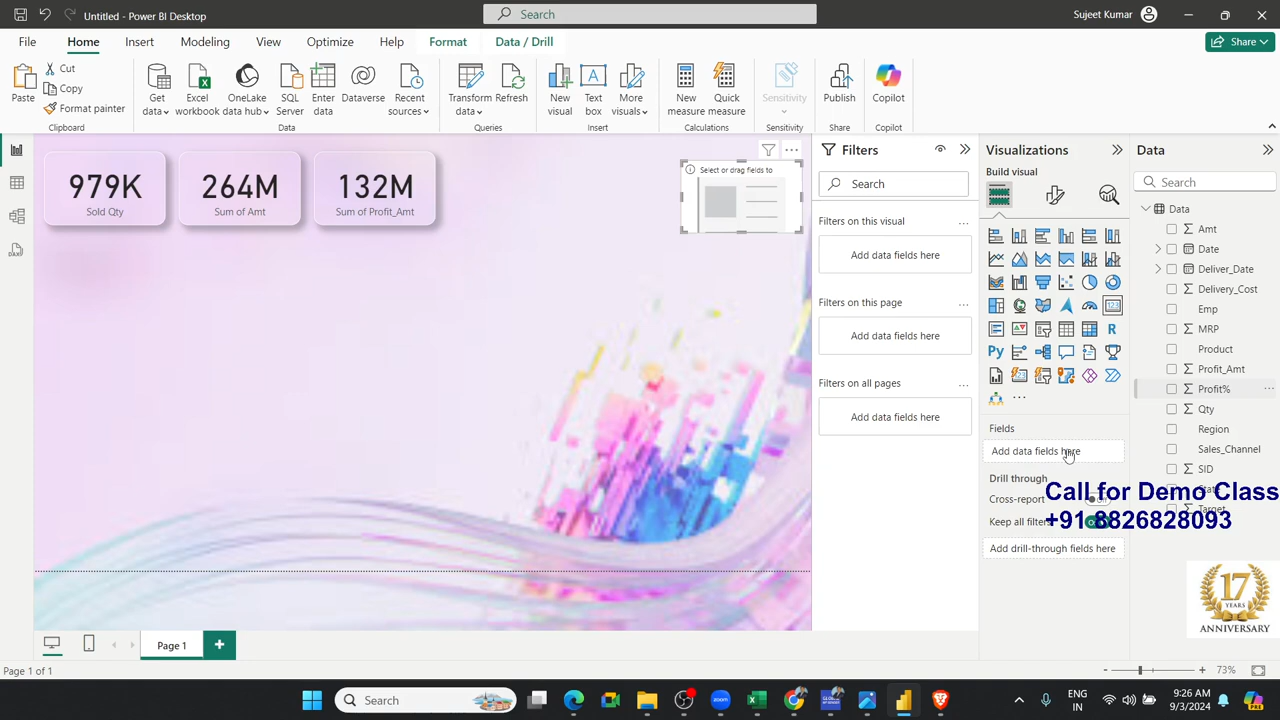 Untitled - Power BI Desktop
Search
Sujeet Kumar
File
Home
Insert
Modeling
View
Optimize
Help
Format
Data / Drill
Share
Paste
Cut
Copy
Format painter
Clipboard
Get data
Excel workbook
OneLake data hub
SQL Server
Enter data
Dataverse
Recent sources
Data
Transform data
Refresh
Queries
New visual
Text box
More visuals
Insert
New measure
Quick measure
Calculations
Sensitivity
Sensitivity
Publish
Share
Copilot
Copilot
979K
Sold Qty
264M
Sum of Amt
132M
Sum of Profit_Amt
Select or drag fields to
Filters
Search
Filters on this visual
Add data fields here
Filters on this page
Add data fields here
Filters on all pages
Add data fields here
Visualizations
Build visual
123
R
Py
Fields
Add data fields here
Drill through
Cross-report
Keep all filters
Add drill-through fields here
Data
Search
Data
Amt
Date
Deliver_Date
Delivery_Cost
Emp
MRP
Product
Profit_Amt
Profit%
Qty
Region
Sales_Channel
SID
Target
Call for Demo Class
+91 8826828093
17
YEARS
ANNIVERSARY
Page 1
Page 1 of 1
73%
Search
zoom
ENG
IN
9:26 AM
9/3/2024